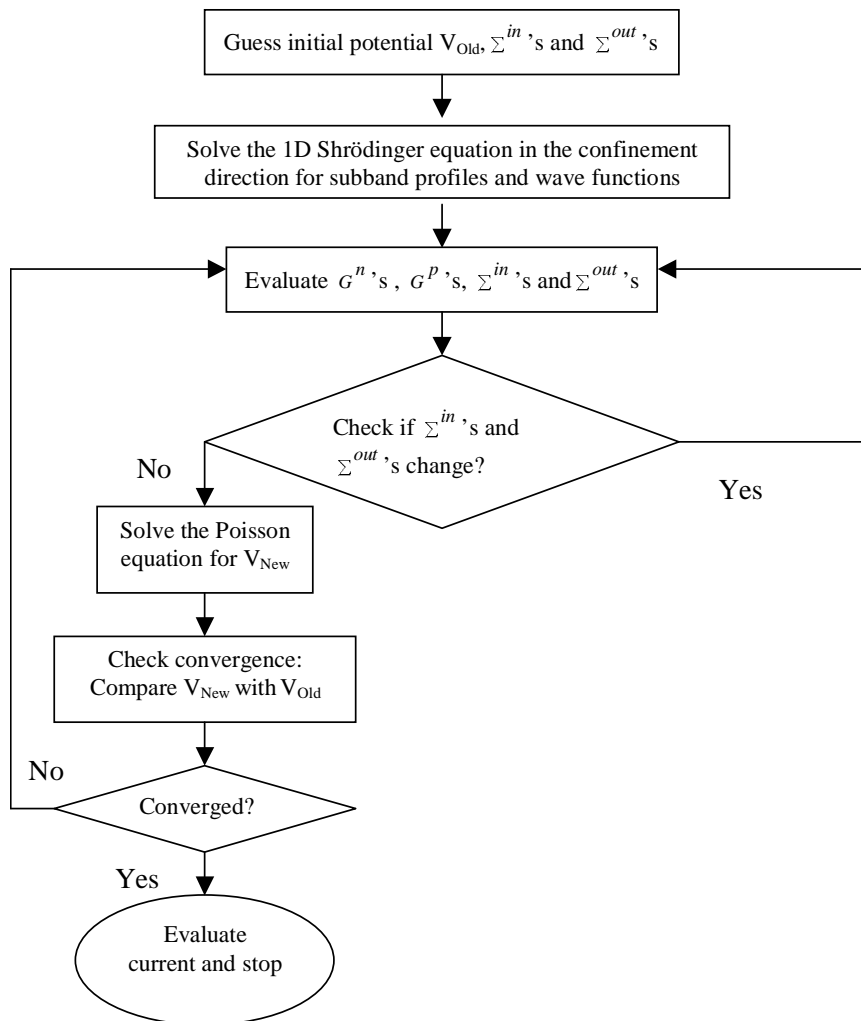 Guess initial potential V_Old, Σ^in 's and Σ^out 's
Solve the 1D Shrödinger equation in the confinement
direction for subband profiles and wave functions
Evaluate G^n 's , G^p 's, Σ^in 's and Σ^out 's
Check if Σ^in 's and
Σ^out 's change?
No
Yes
Solve the Poisson
equation for V_New
Check convergence:
Compare V_New with V_Old
No
Converged?
Yes
Evaluate
current and stop